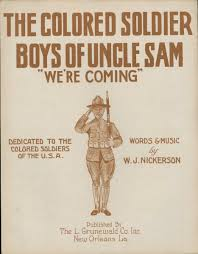 THE COLORED SOLDIER
BOYS OF UNCLE SAM
"WE'RE COMING"
DEDICATED TO THE
COLORED SOLDIERS
OF THE U.S.A.
WORDS & MUSIC
by
W. J. NICKERSON
Published By
The L. Grunewald Co. Inc.
New Orleans La